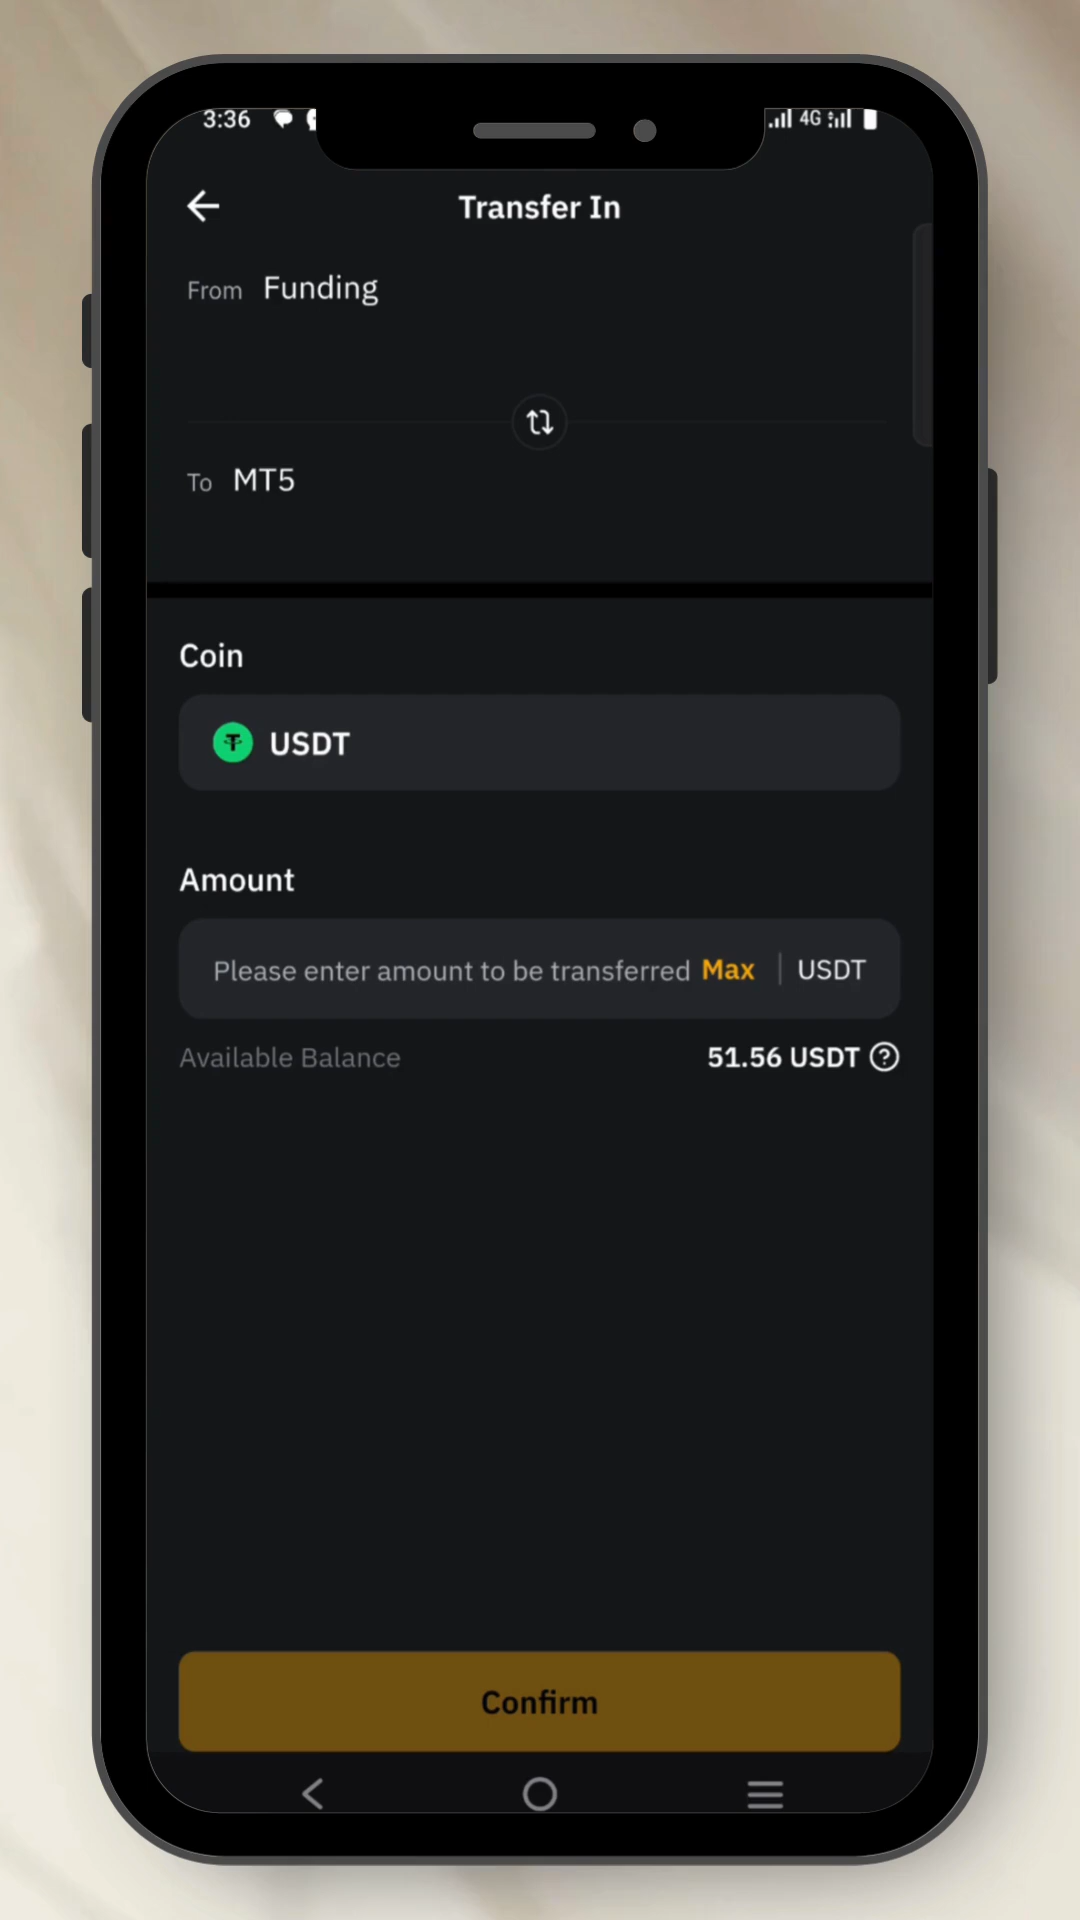 3:36
4G
Transfer In
From Funding
To MT5
Coin
USDT
Amount
Please enter amount to be transferred Max USDT
Available Balance 51.56 USDT
Confirm